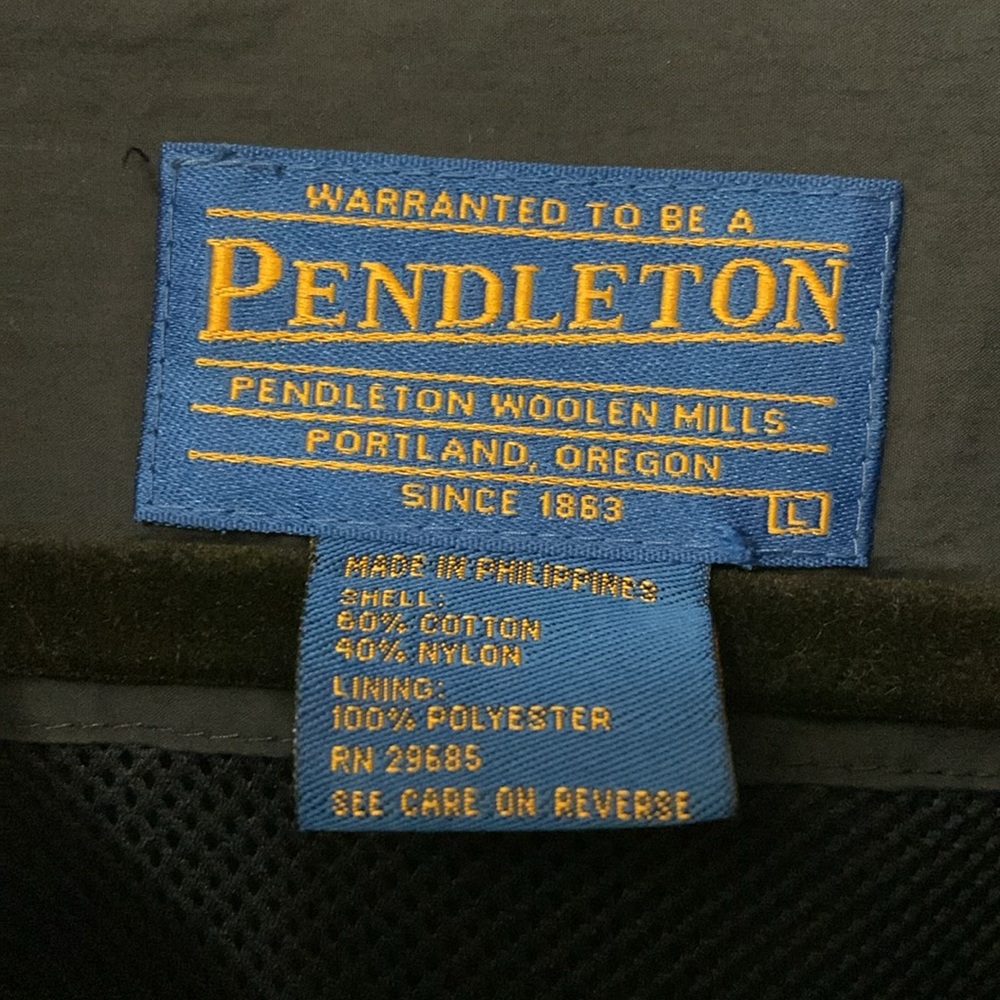 WARRANTED TO BE A
PENDLETON
PENDLETON WOOLEN MILLS
PORTLAND, OREGON
SINCE 1863
L
MADE IN PHILIPPINES
SHELL:
60% COTTON
40% NYLON
LINING:
100% POLYESTER
RN 29685
SEE CARE ON REVERSE